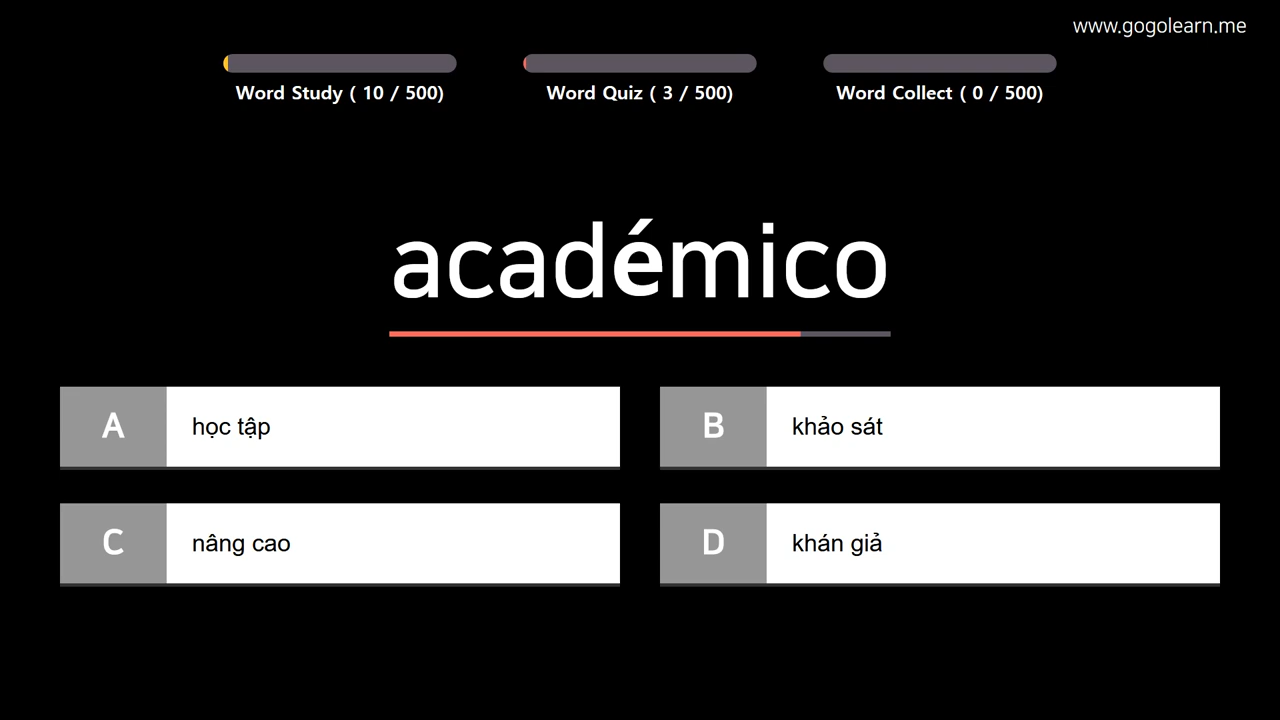 www.gogolearn.me
Word Study ( 10 / 500)
Word Quiz ( 3 / 500)
Word Collect ( 0 / 500)
académico
A học tập
B khảo sát
C nâng cao
D khán giả